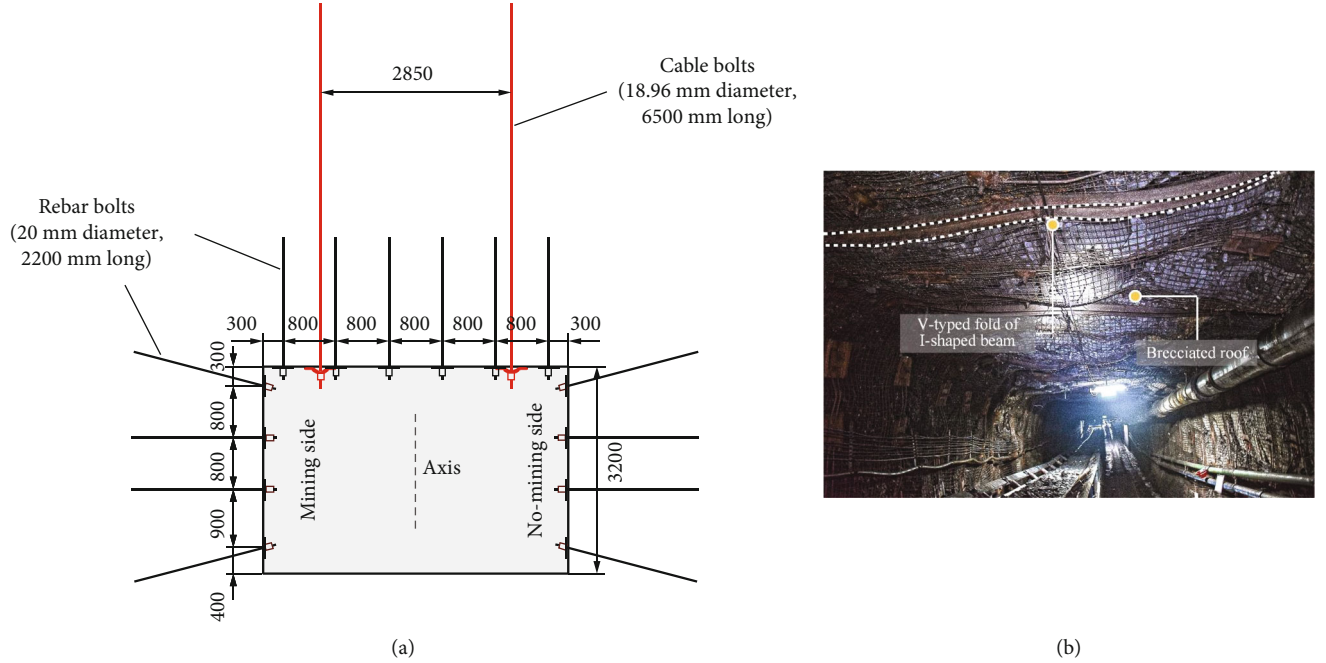 2850
Cable bolts
(18.96 mm diameter,
6500 mm long)
Rebar bolts
(20 mm diameter,
2200 mm long)
300
800
800
800
800
800
300
300
800
800
900
400
Mining side
Axis
No-mining side
3200
(a)
V-typed fold of
I-shaped beam
Brecciated roof
(b)